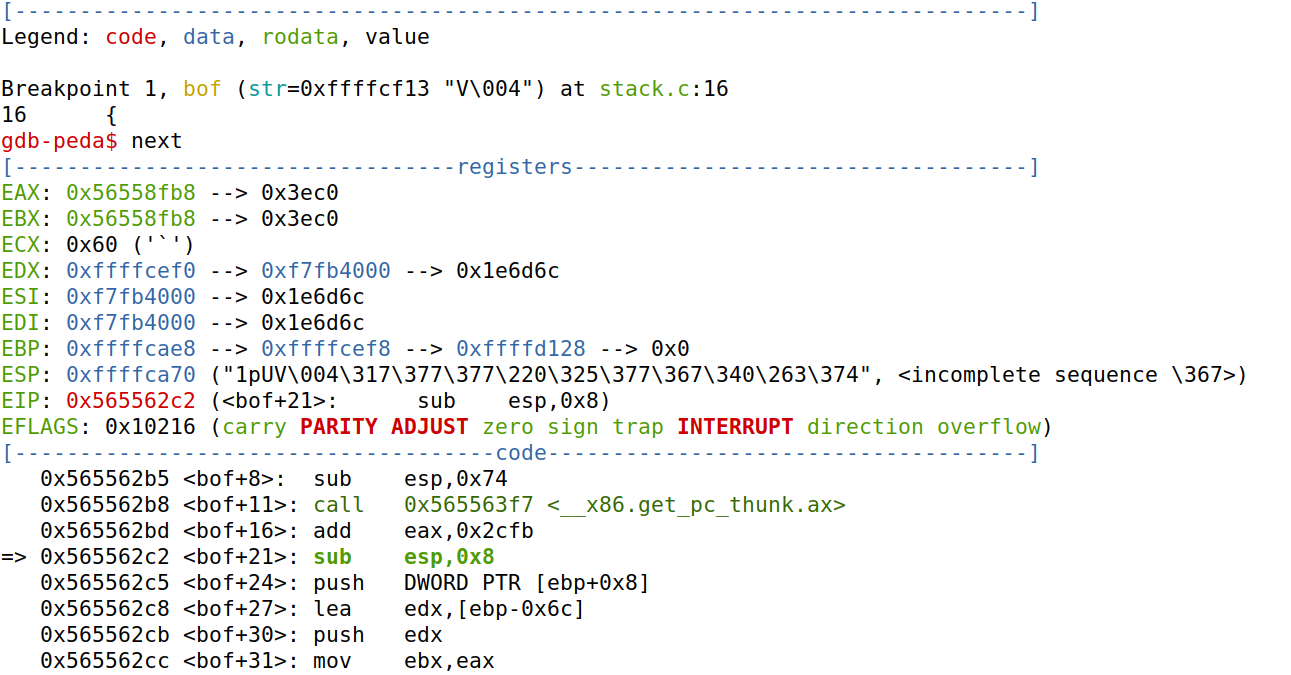 [------------------------------------------------------------------------------]
Legend: code, data, rodata, value

Breakpoint 1, bof (str=0xffffcf13 "V\004") at stack.c:16
16      {
gdb-peda$ next
[----------------------------------registers-----------------------------------]
EAX: 0x56558fb8 --> 0x3ec0
EBX: 0x56558fb8 --> 0x3ec0
ECX: 0x60 ('`')
EDX: 0xffffcef0 --> 0xf7fb4000 --> 0x1e6d6c
ESI: 0xf7fb4000 --> 0x1e6d6c
EDI: 0xf7fb4000 --> 0x1e6d6c
EBP: 0xffffcae8 --> 0xffffcef8 --> 0xffffd128 --> 0x0
ESP: 0xffffca70 ("1pUV\004\317\377\377\220\325\377\367\340\263\374", <incomplete sequence \367>)
EIP: 0x565562c2 (<bof+21>:      sub    esp,0x8)
EFLAGS: 0x10216 (carry PARITY ADJUST zero sign trap INTERRUPT direction overflow)
[-------------------------------------code-------------------------------------]
   0x565562b5 <bof+8>:  sub    esp,0x74
   0x565562b8 <bof+11>: call   0x565563f7 <__x86.get_pc_thunk.ax>
   0x565562bd <bof+16>: add    eax,0x2cfb
=> 0x565562c2 <bof+21>: sub    esp,0x8
   0x565562c5 <bof+24>: push   DWORD PTR [ebp+0x8]
   0x565562c8 <bof+27>: lea    edx,[ebp-0x6c]
   0x565562cb <bof+30>: push   edx
   0x565562cc <bof+31>: mov    ebx,eax